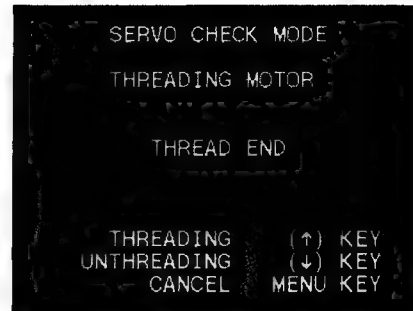 SERVO CHECK MODE
THREADING MOTOR
THREAD END
THREADING (↑) KEY
UNTHREADING (↓) KEY
CANCEL MENU KEY